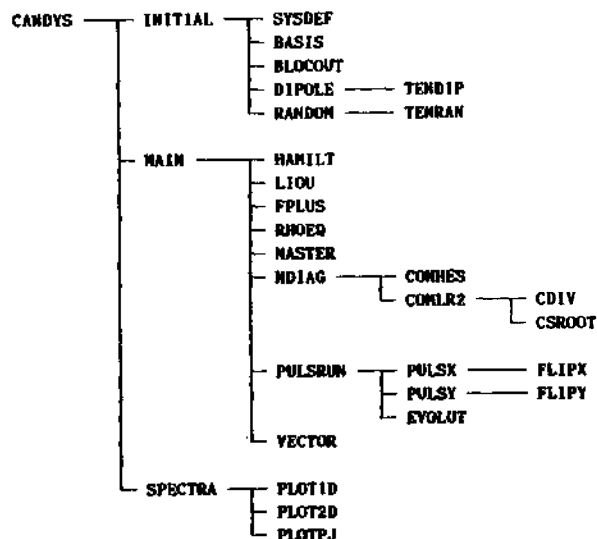 CANDYS INITIAL SYSDEF
BASIS
BLOCOUT
DIPOLE TENDIP
RANDOM TENRAN
MAIN HAMILT
LIOU
FPLUS
RHOEQ
MASTER
MDIAG COMHES
COMLR2 CDIV
CSROOT
PULSRUN PULSX FLIPX
PULSY FLIPY
EVOLUT
VECTOR
SPECTRA PLOT1D
PLOT2D
PLOTPJ